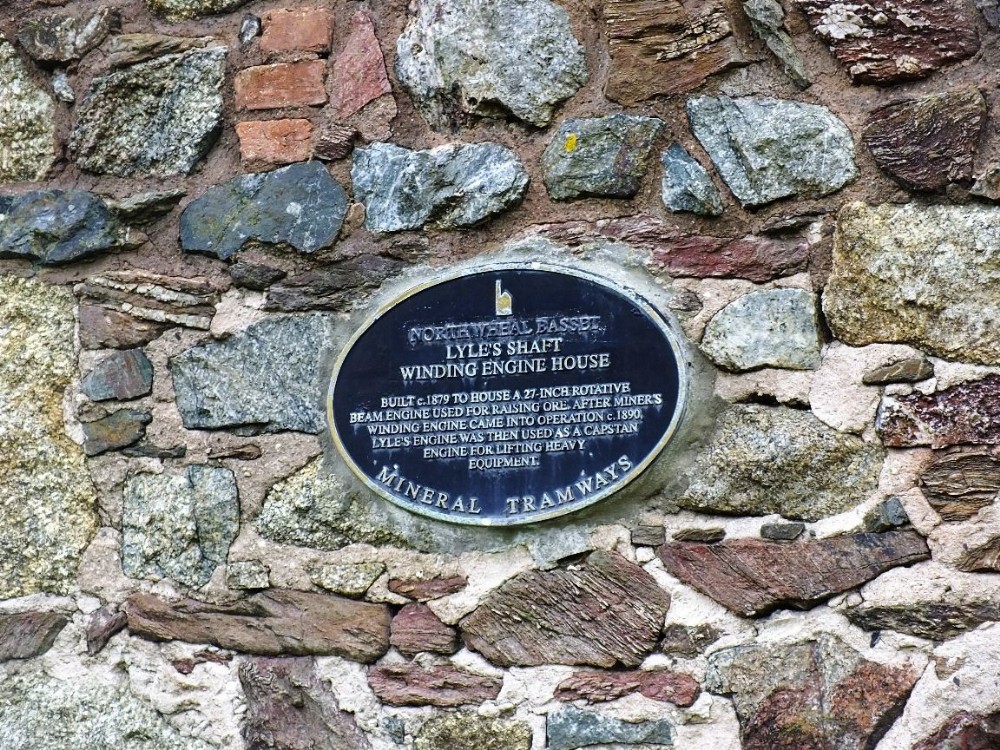 NORTH WHEAL BASSET
LYLE'S SHAFT
WINDING ENGINE HOUSE
BUILT c.1879 TO HOUSE A 27-INCH ROTATIVE
BEAM ENGINE USED FOR RAISING ORE. AFTER MINER'S
WINDING ENGINE CAME INTO OPERATION c.1890.
LYLE'S ENGINE WAS THEN USED AS A CAPSTAN
ENGINE FOR LIFTING HEAVY
EQUIPMENT.
MINERAL TRAMWAYS